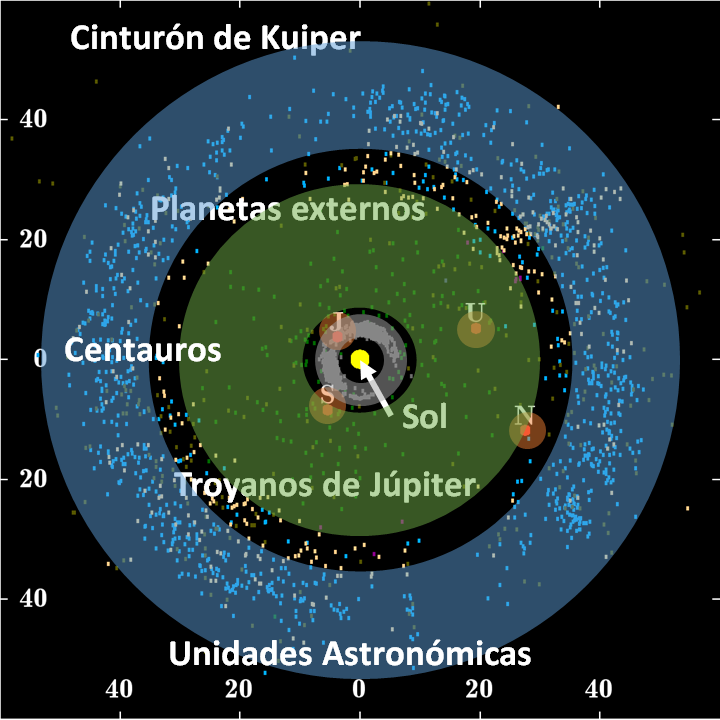 Cinturón de Kuiper
40
Planetas externos
20
U
J
Centauros
0
S
Sol
N
20
Troyanos de Júpiter
40
Unidades Astronómicas
40 20 0 20 40